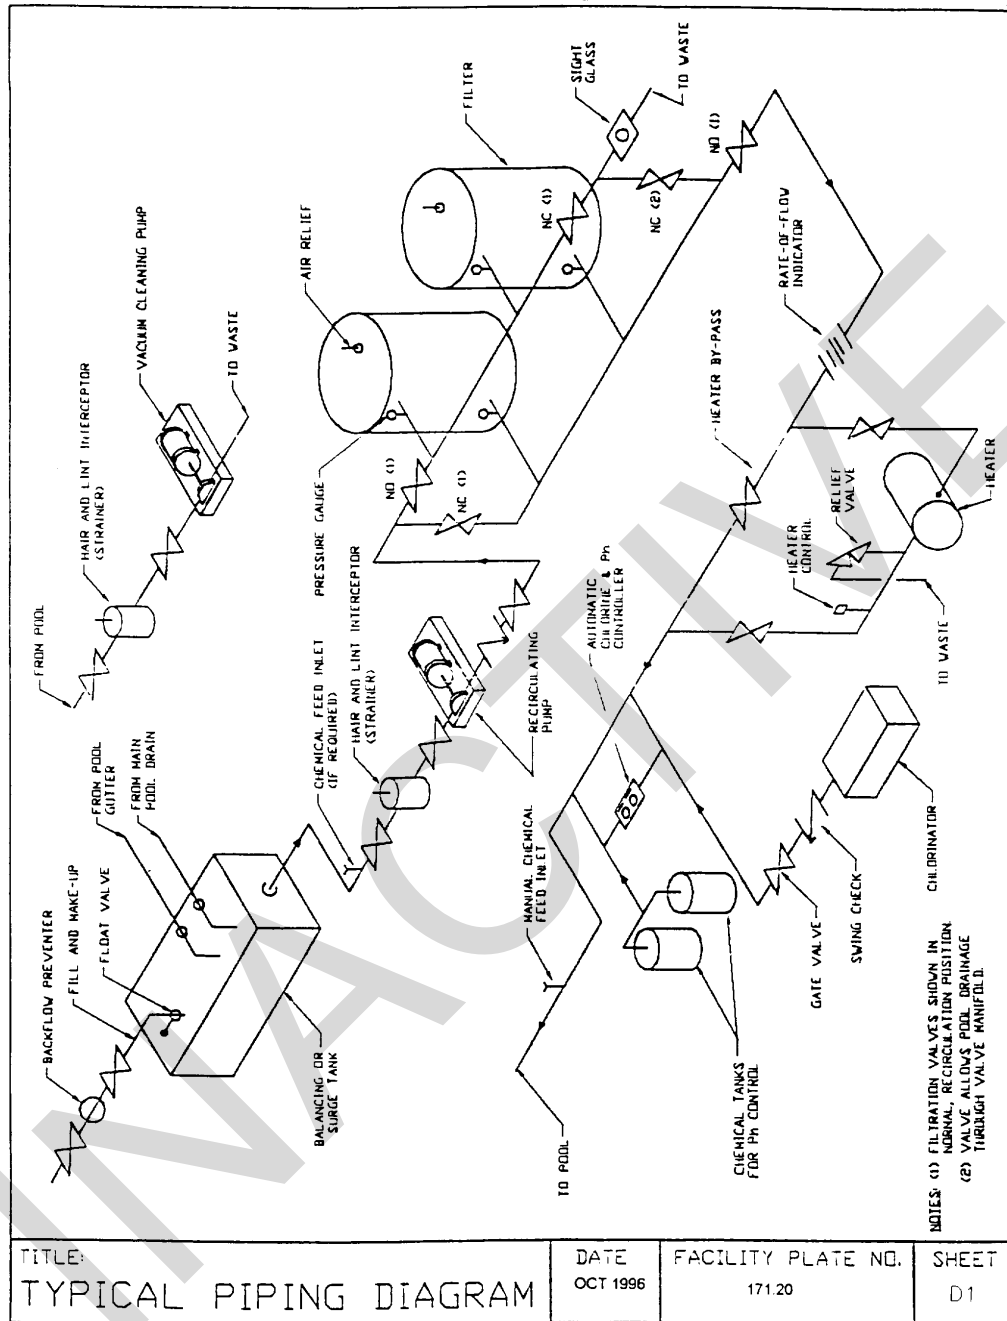 FROM POOL
HAIR AND LINT INTERCEPTOR
(STRAINER)
VACUUM CLEANING PUMP
TO WASTE
BACKFLOW PREVENTER
FILL AND MAKE-UP
FLOAT VALVE
FROM POOL
GUTTER
FROM MAIN
POOL DRAIN
BALANCING OR
SURGE TANK
CHEMICAL FEED INLET
(IF REQUIRED)
HAIR AND LINT INTERCEPTOR
(STRAINER)
RECIRCULATING
PUMP
PRESSURE GAUGE
AIR RELIEF
FILTER
SIGHT
GLASS
TO WASTE
NO (1)
NC (1)
NC (1)
NC (2)
NO (1)
RATE-OF-FLOW
INDICATOR
HEATER BY-PASS
HEATER
RELIEF
VALVE
HEATER
CONTROL
TO WASTE
AUTOMATIC
CHLORINE & Ph
CONTROLLER
MANUAL CHEMICAL
FEED INLET
TO POOL
CHEMICAL TANKS
FOR Ph CONTROL
GATE VALVE
SWING CHECK
CHLORINATOR
NOTES: (1) FILTRATION VALVES SHOWN IN
NORMAL, RECIRCULATION POSITION.
(2) VALVE ALLOWS POOL DRAINAGE
THROUGH VALVE MANIFOLD.
INACTIVE
TITLE:
TYPICAL PIPING DIAGRAM
DATE
OCT 1996
FACILITY PLATE NO.
171.20
SHEET
D1